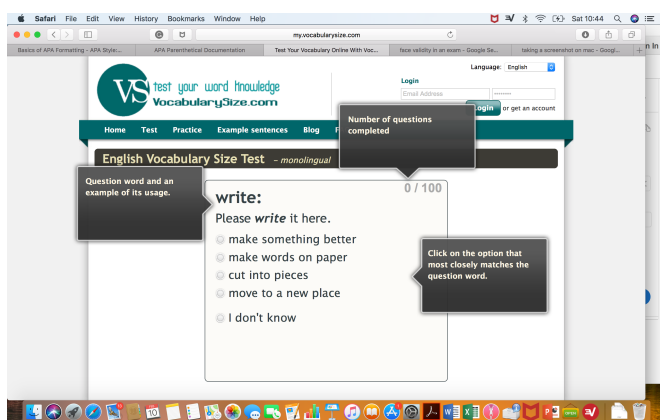 Safari File Edit View History Bookmarks Window Help
Sat 10:44
my.vocabularysize.com
Basics of APA Formatting - APA Style:...
APA Parenthetical Documentation
Test Your Vocabulary Online With Voc...
face validity in an exam - Google Se...
taking a screenshot on mac - Googl...
n In
VS
test your word knowledge
VocabularySize.com
Language: English
Login
Email Address
Login or get an account
Home Test Practice Example sentences Blog F
Number of questions
completed
English Vocabulary Size Test – monolingual
Question word and an
example of its usage.
0 / 100
write:
Please write it here.
make something better
make words on paper
cut into pieces
move to a new place
I don't know
Click on the option that
most closely matches the
question word.